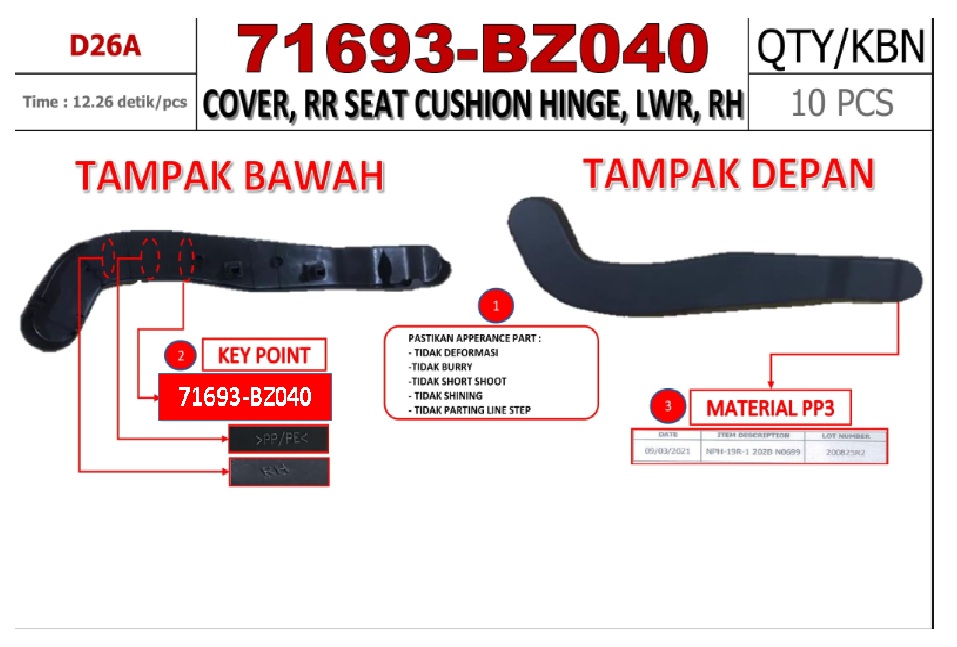 D26A
71693-BZ040
QTY/KBN
Time : 12.26 detik/pcs
COVER, RR SEAT CUSHION HINGE, LWR, RH
10 PCS
TAMPAK BAWAH
TAMPAK DEPAN
1
PASTIKAN APPERANCE PART :
- TIDAK DEFORMASI
-TIDAK BURRY
-TIDAK SHORT SHOOT
- TIDAK SHINING
- TIDAK PARTING LINE STEP
2
KEY POINT
71693-BZ040
>PP/PE<
RH
3
MATERIAL PP3
DATE ITEM DESCRIPTION LOT NUMBER
09/03/2021 NPH-19R-1 202D N0699 200825R2